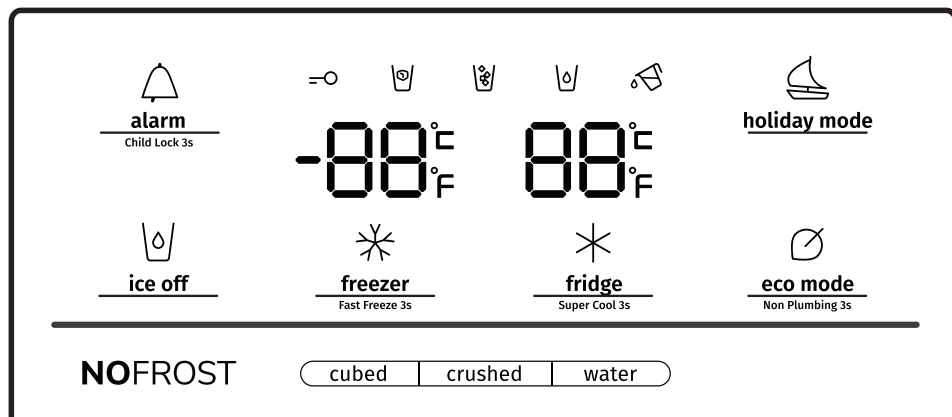 alarm
Child Lock 3s
-88°C
°F
88°C
°F
holiday mode
ice off
freezer
Fast Freeze 3s
fridge
Super Cool 3s
eco mode
Non Plumbing 3s
NOFROST
cubed
crushed
water